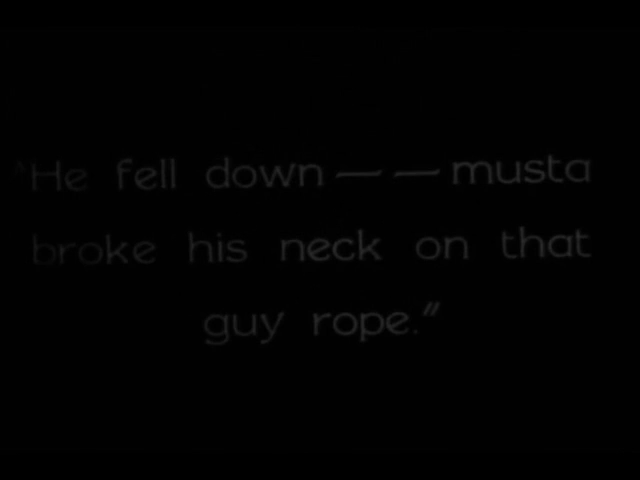 "He fell down — — musta
broke his neck on that
guy rope."